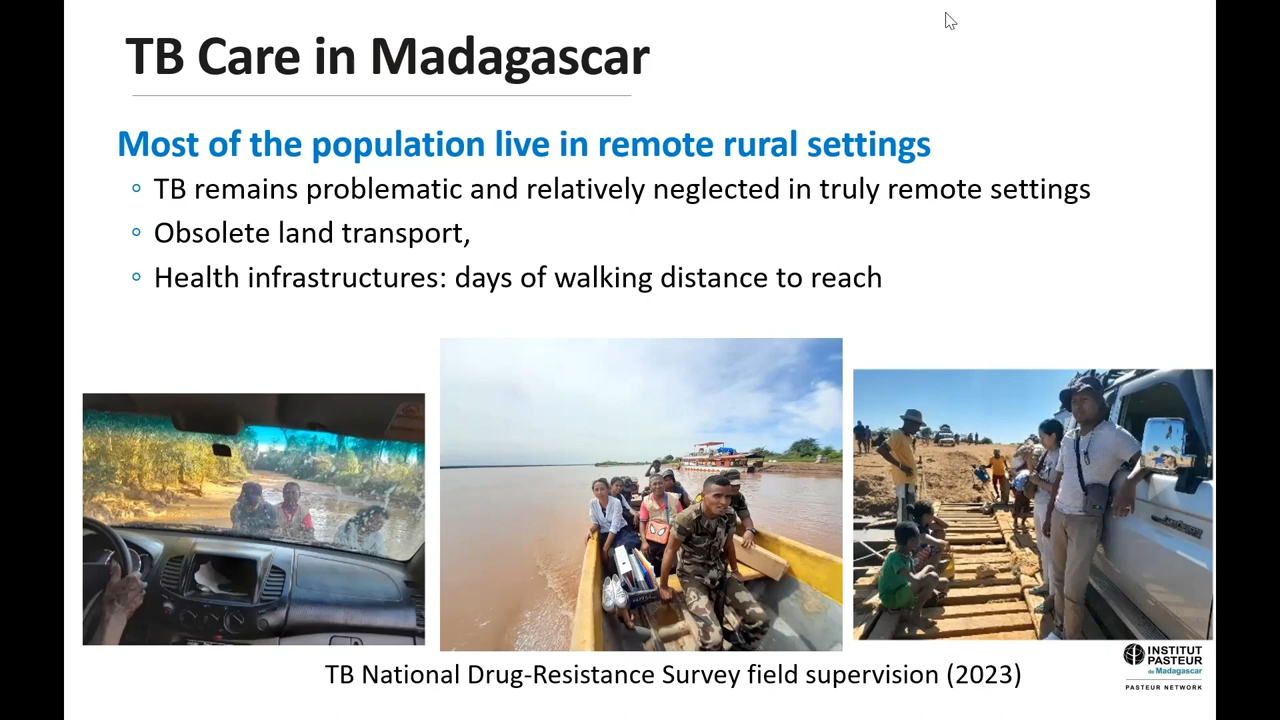 TB Care in Madagascar
Most of the population live in remote rural settings
TB remains problematic and relatively neglected in truly remote settings
Obsolete land transport,
Health infrastructures: days of walking distance to reach
TB National Drug-Resistance Survey field supervision (2023)
INSTITUT
PASTEUR
de Madagascar
PASTEUR NETWORK